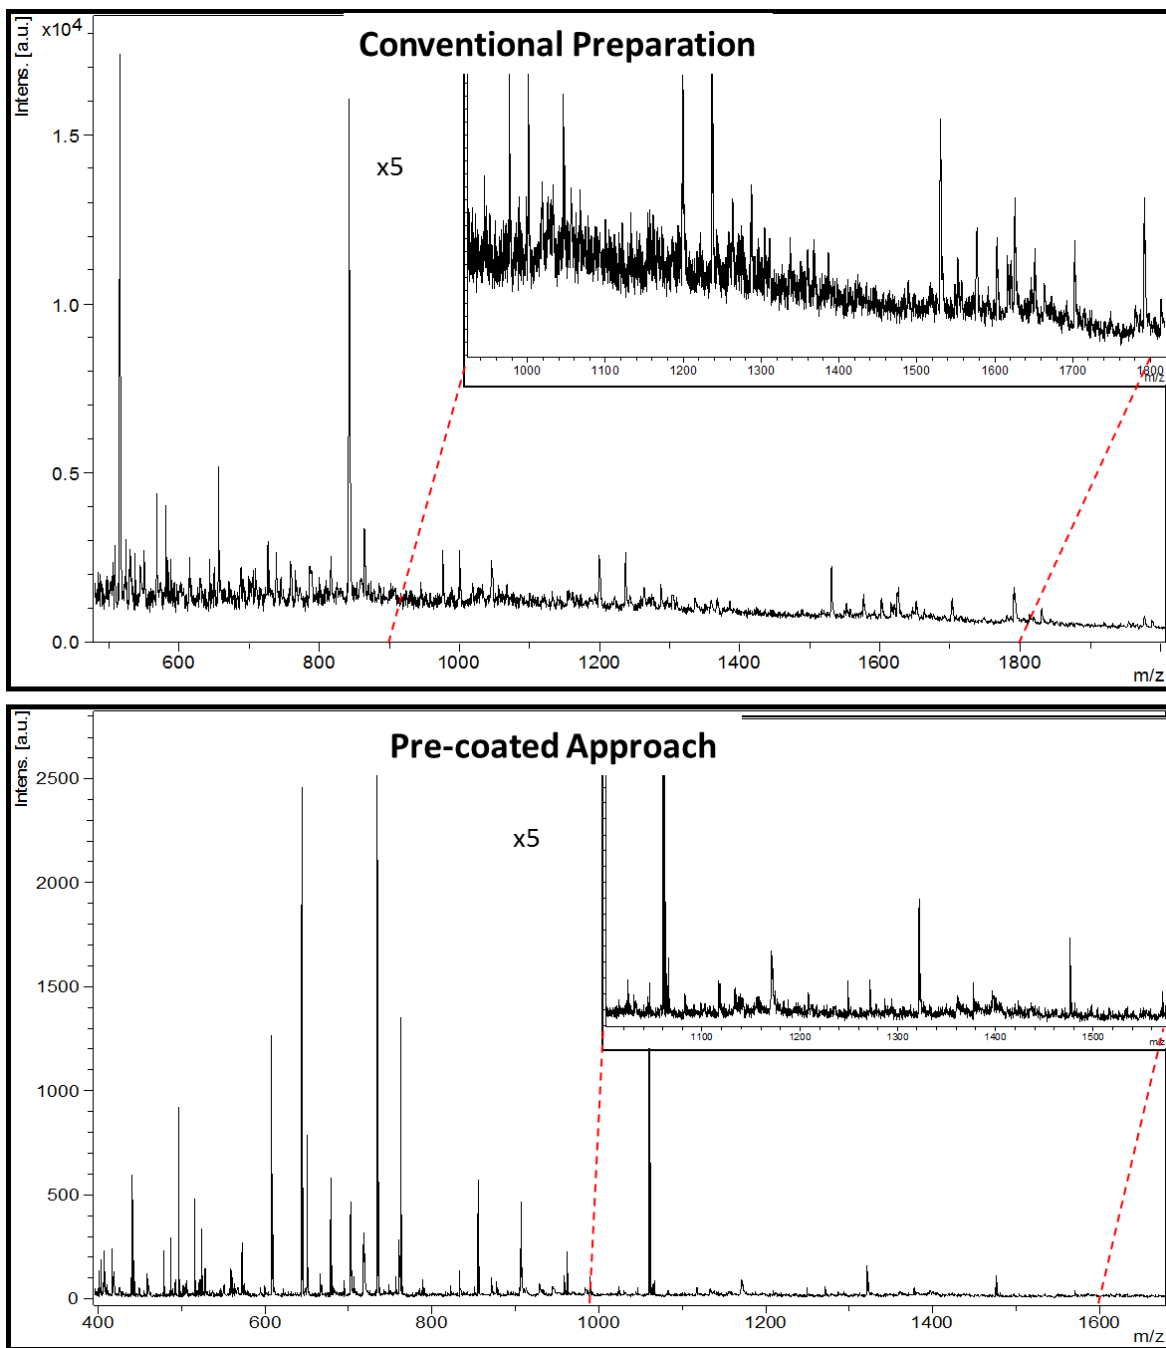 Conventional Preparation
Intens. [a.u.]
x10⁴
1.5
1.0
0.5
0.0
x5
1000 1100 1200 1300 1400 1500 1600 1700 1800
m/z
600 800 1000 1200 1400 1600 1800
m/z
Pre-coated Approach
Intens. [a.u.]
2500
2000
1500
1000
500
0
x5
1100 1200 1300 1400 1500
m/z
400 600 800 1000 1200 1400 1600
m/z